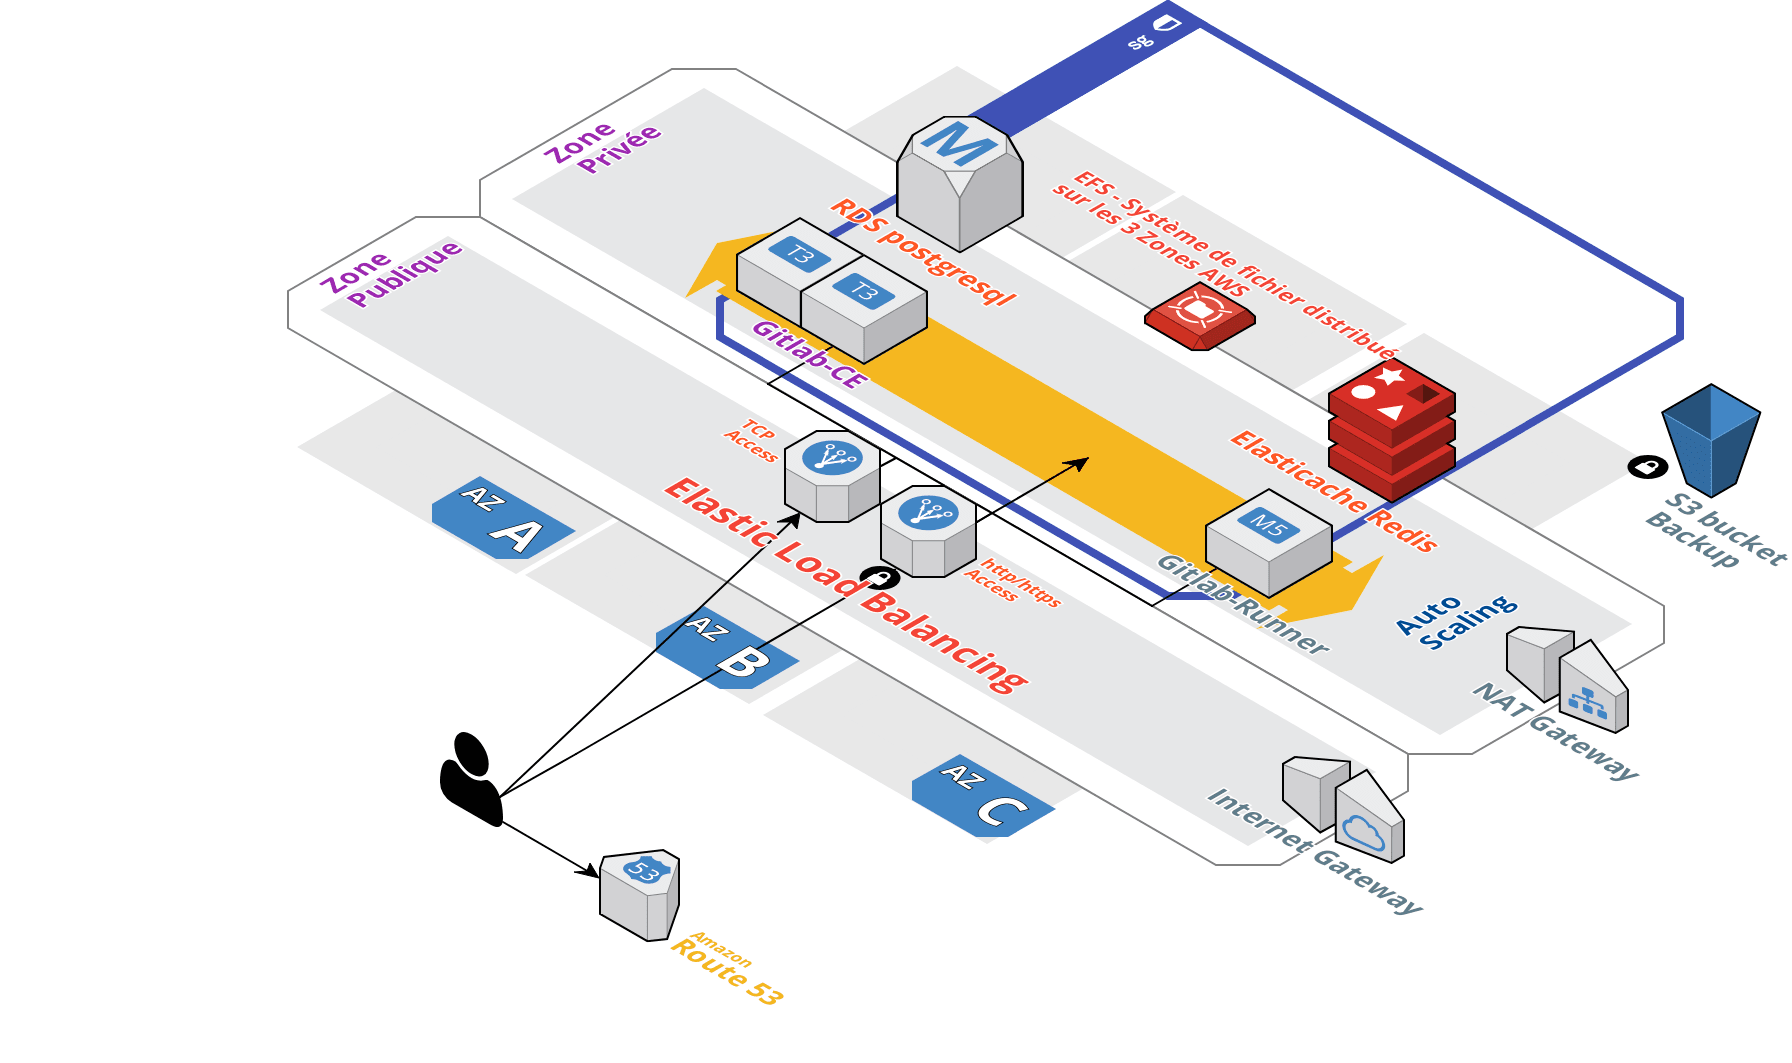 sg
Zone
Privée
M
EFS - Système de fichier distribué
sur les 3 Zones AWS
RDS postgresql
T3
T3
Zone
Publique
Gitlab-CE
TCP
Access
Elasticache Redis
S3 bucket
Backup
M5
Gitlab-Runner
Elastic Load Balancing
http/https
Access
Auto
Scaling
AZ
A
AZ
B
AZ
C
NAT Gateway
Internet Gateway
53
Amazon
Route 53